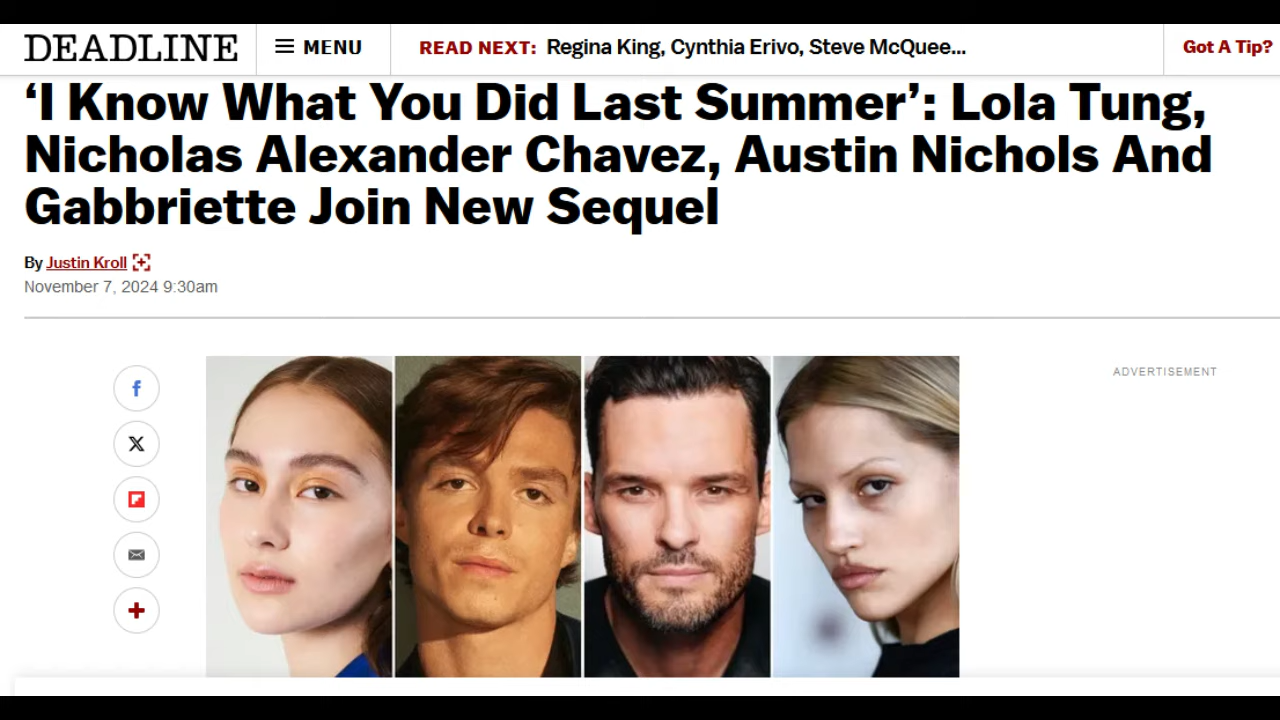 DEADLINE
MENU
READ NEXT: Regina King, Cynthia Erivo, Steve McQuee...
Got A Tip?
‘I Know What You Did Last Summer’: Lola Tung,
Nicholas Alexander Chavez, Austin Nichols And
Gabbriette Join New Sequel
By Justin Kroll
November 7, 2024 9:30am
ADVERTISEMENT